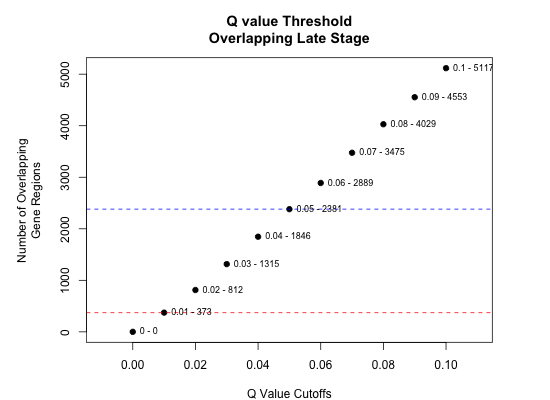 Q value Threshold
Overlapping Late Stage
Number of Overlapping
Gene Regions
5000
4000
3000
2000
1000
0
0.1 - 5117
0.09 - 4553
0.08 - 4029
0.07 - 3475
0.06 - 2889
0.05 - 2381
0.04 - 1846
0.03 - 1315
0.02 - 812
0.01 - 373
0 - 0
0.00 0.02 0.04 0.06 0.08 0.10
Q Value Cutoffs